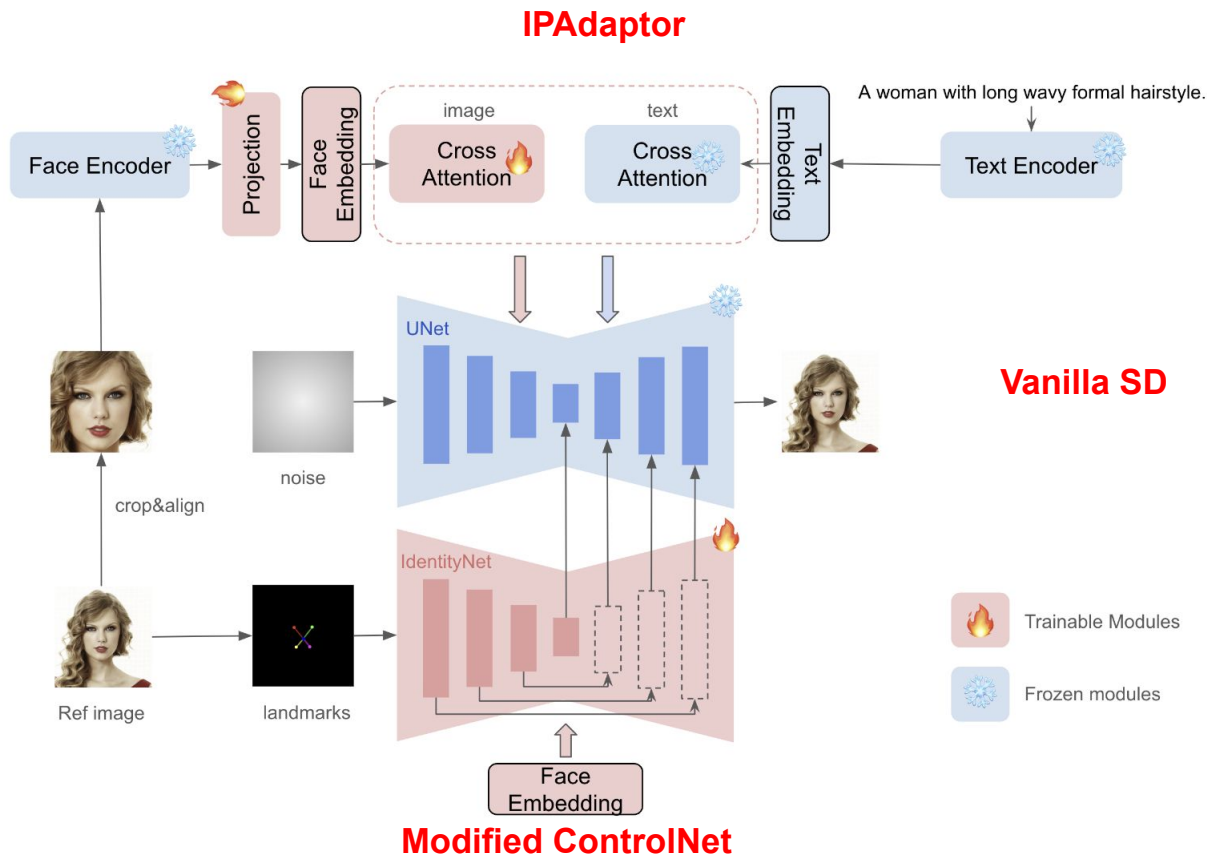 IPAdaptor
image
text
A woman with long wavy formal hairstyle.
Face Encoder
Projection
Face
Embedding
Cross
Attention
Cross
Attention
Text
Embedding
Text Encoder
UNet
Vanilla SD
noise
crop&align
IdentityNet
Trainable Modules
Ref image
landmarks
Frozen modules
Face
Embedding
Modified ControlNet